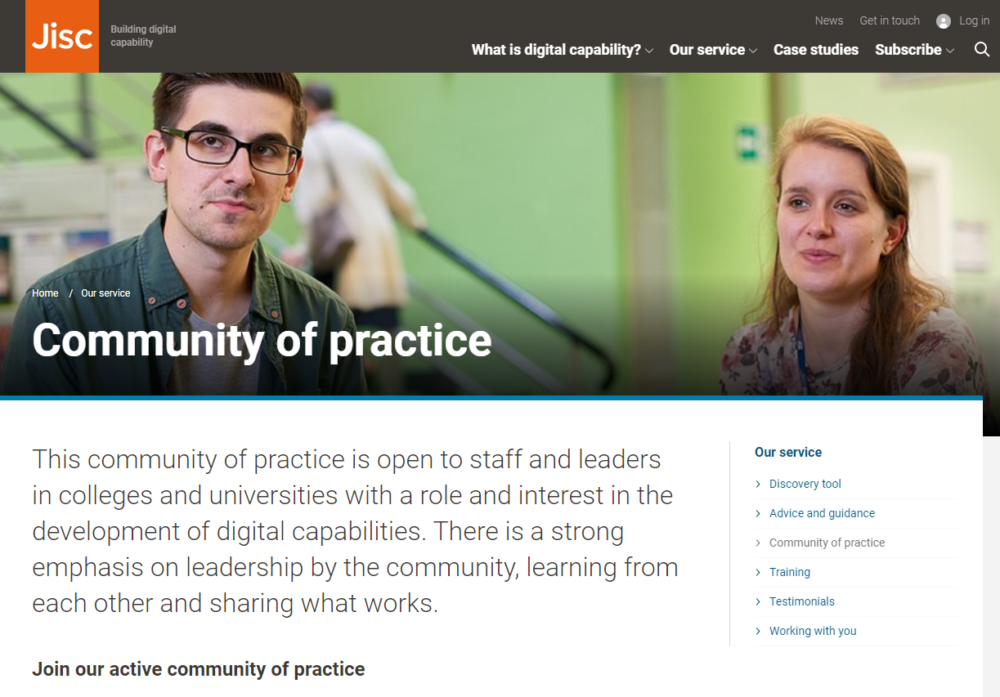 Jisc
Building digital
capability
News
Get in touch
Log in
What is digital capability?
Our service
Case studies
Subscribe
Home / Our service
Community of practice
This community of practice is open to staff and leaders
in colleges and universities with a role and interest in the
development of digital capabilities. There is a strong
emphasis on leadership by the community, learning from
each other and sharing what works.
Join our active community of practice
Our service
Discovery tool
Advice and guidance
Community of practice
Training
Testimonials
Working with you